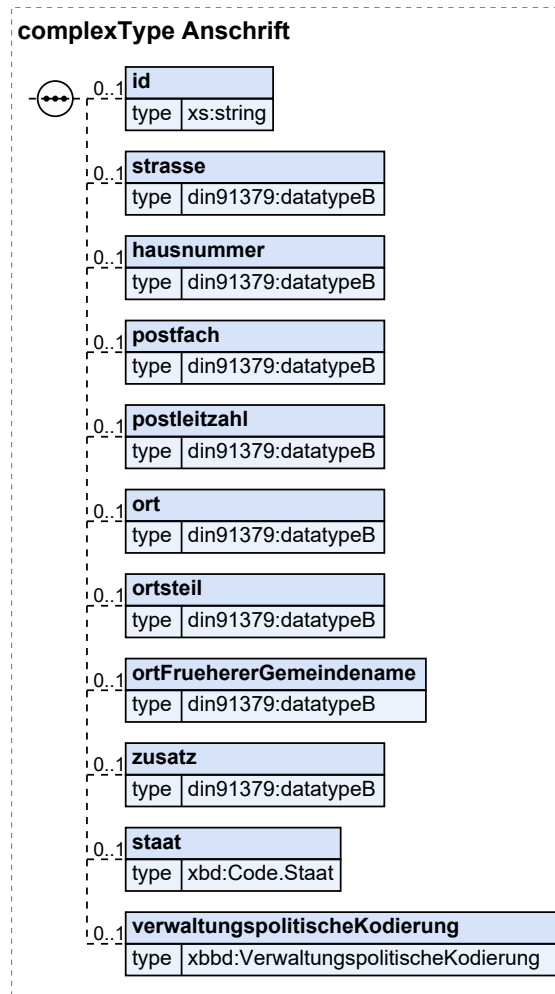 complexType Anschrift
0..1 id
type xs:string
0..1 strasse
type din91379:datatypeB
0..1 hausnummer
type din91379:datatypeB
0..1 postfach
type din91379:datatypeB
0..1 postleitzahl
type din91379:datatypeB
0..1 ort
type din91379:datatypeB
0..1 ortsteil
type din91379:datatypeB
0..1 ortFruehererGemeindename
type din91379:datatypeB
0..1 zusatz
type din91379:datatypeB
0..1 staat
type xbd:Code.Staat
0..1 verwaltungspolitischeKodierung
type xbbd:VerwaltungspolitischeKodierung